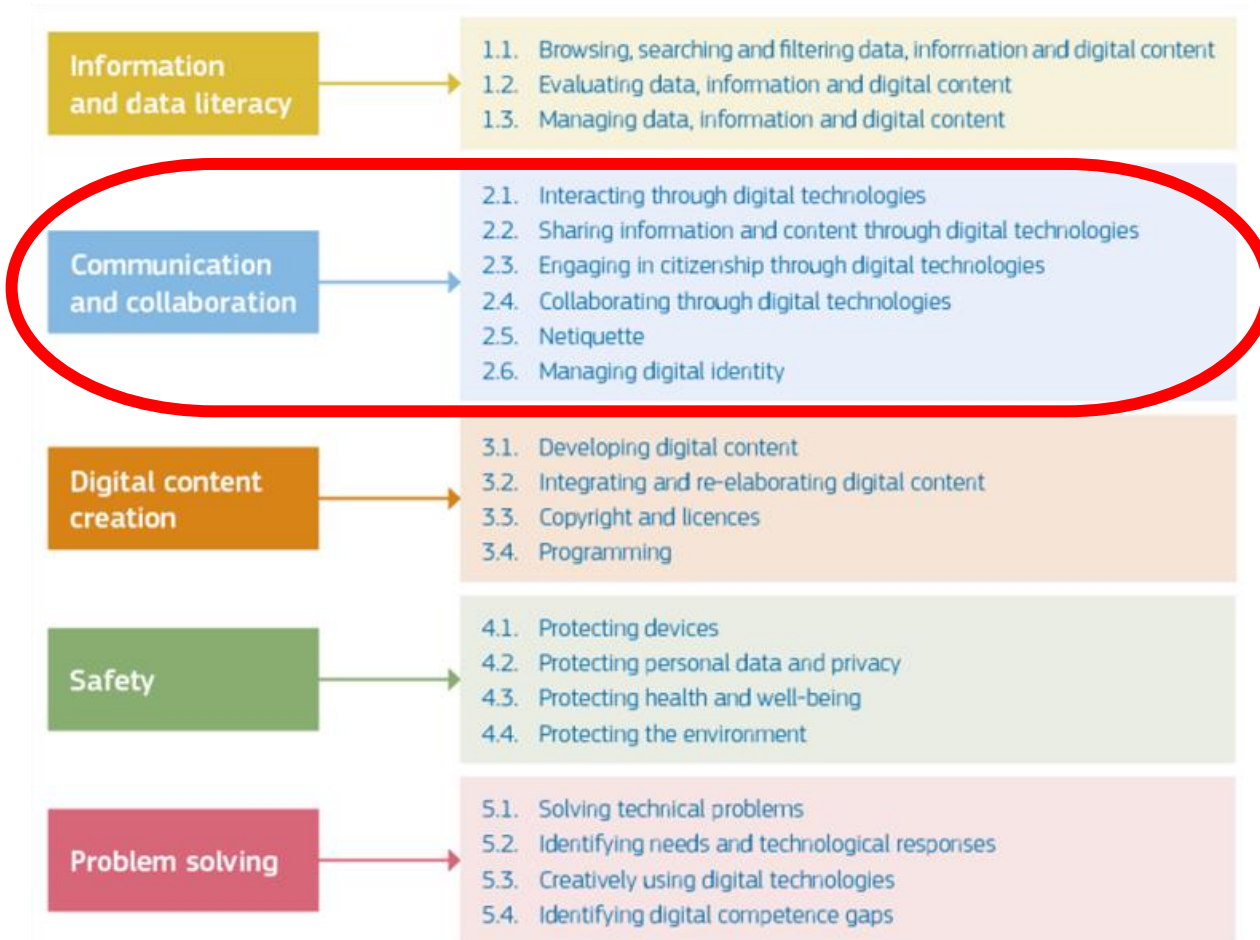 Information
and data literacy
1.1. Browsing, searching and filtering data, information and digital content
1.2. Evaluating data, information and digital content
1.3. Managing data, information and digital content
Communication
and collaboration
2.1. Interacting through digital technologies
2.2. Sharing information and content through digital technologies
2.3. Engaging in citizenship through digital technologies
2.4. Collaborating through digital technologies
2.5. Netiquette
2.6. Managing digital identity
Digital content
creation
3.1. Developing digital content
3.2. Integrating and re-elaborating digital content
3.3. Copyright and licences
3.4. Programming
Safety
4.1. Protecting devices
4.2. Protecting personal data and privacy
4.3. Protecting health and well-being
4.4. Protecting the environment
Problem solving
5.1. Solving technical problems
5.2. Identifying needs and technological responses
5.3. Creatively using digital technologies
5.4. Identifying digital competence gaps